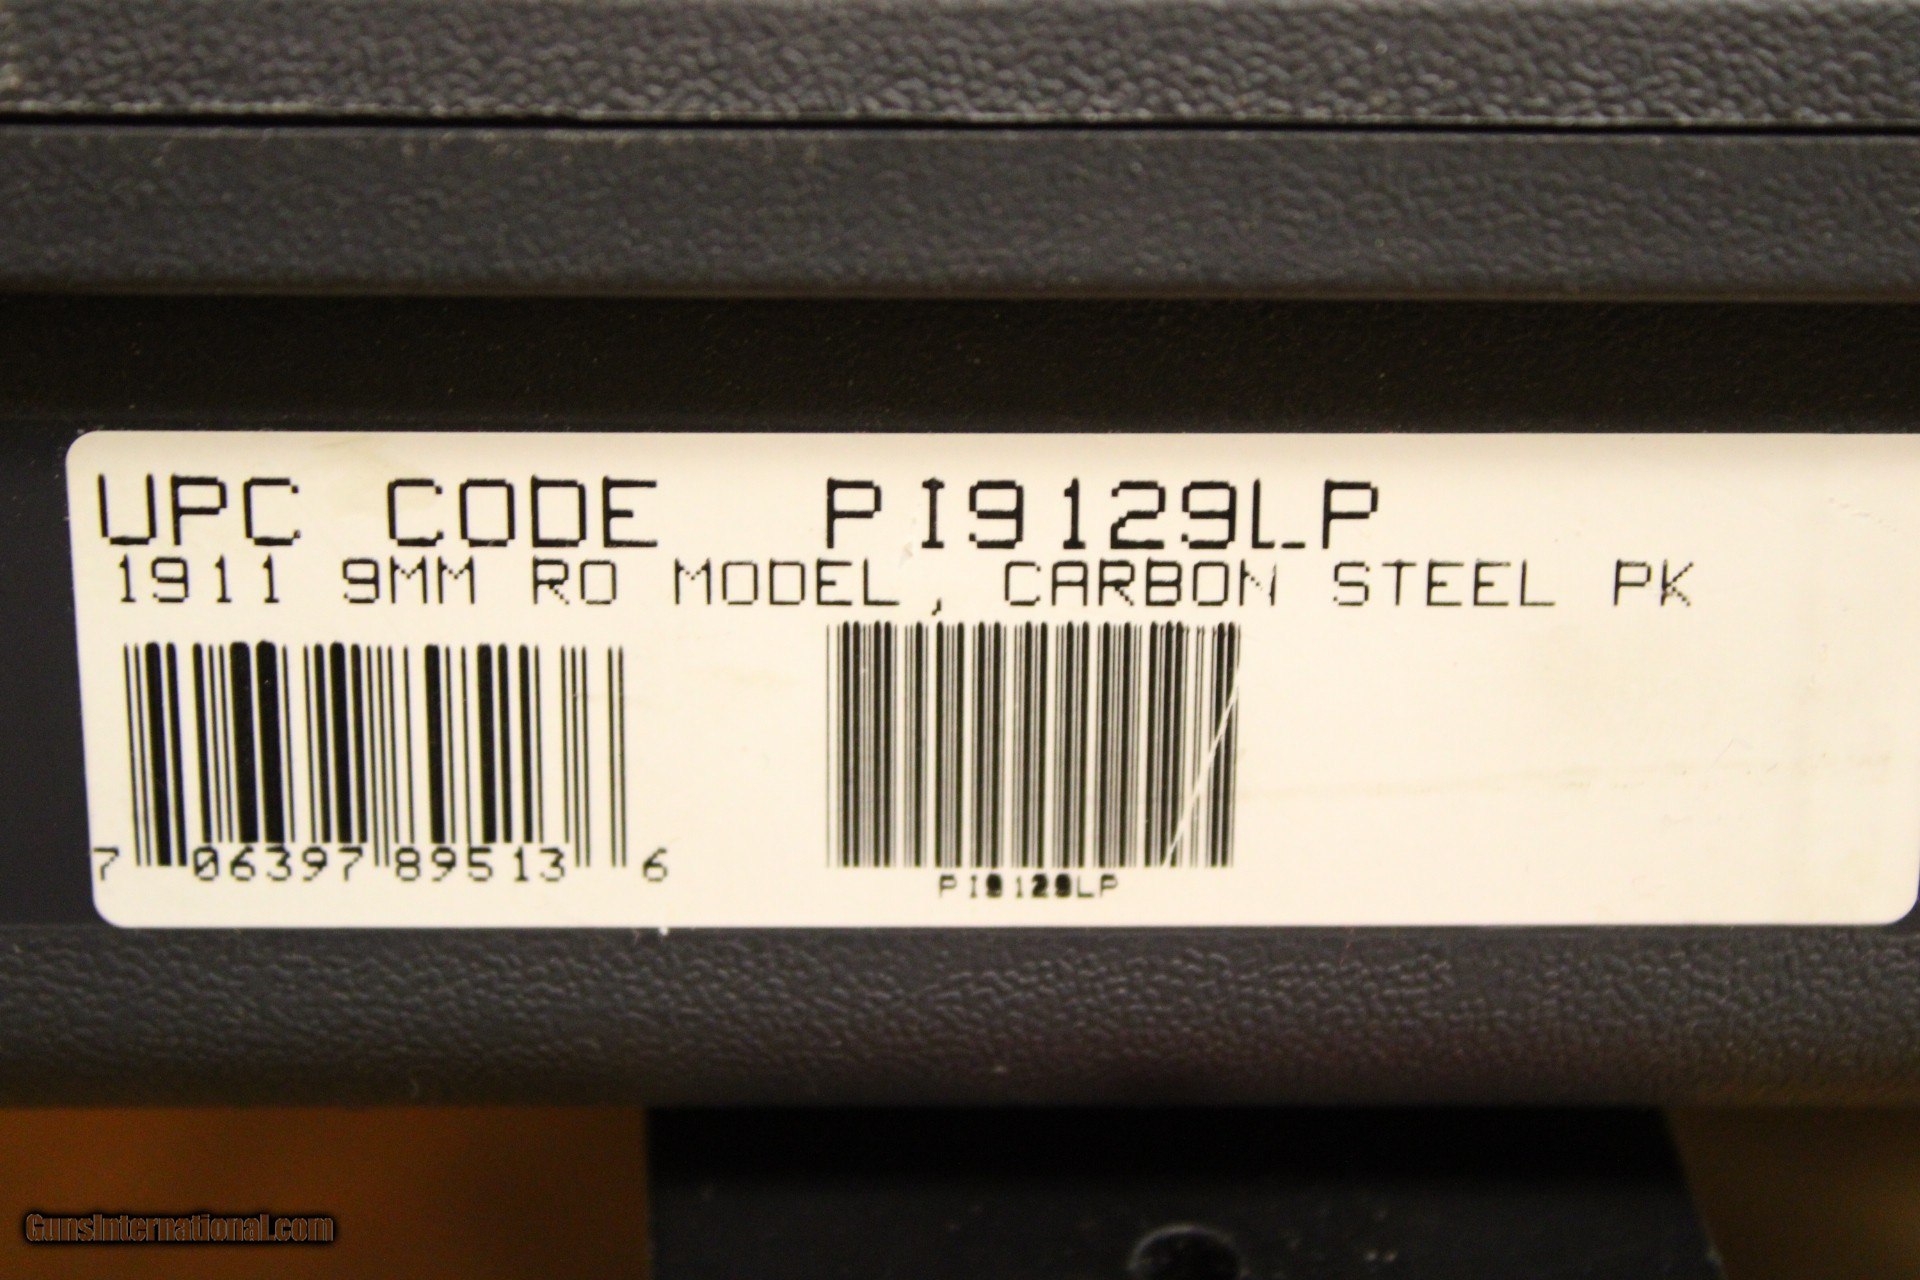 UPC CODE PI9129LP
1911 9MM RO MODEL, CARBON STEEL PK
7 06397 89513 6
PI9129LP
GunsInternational.com